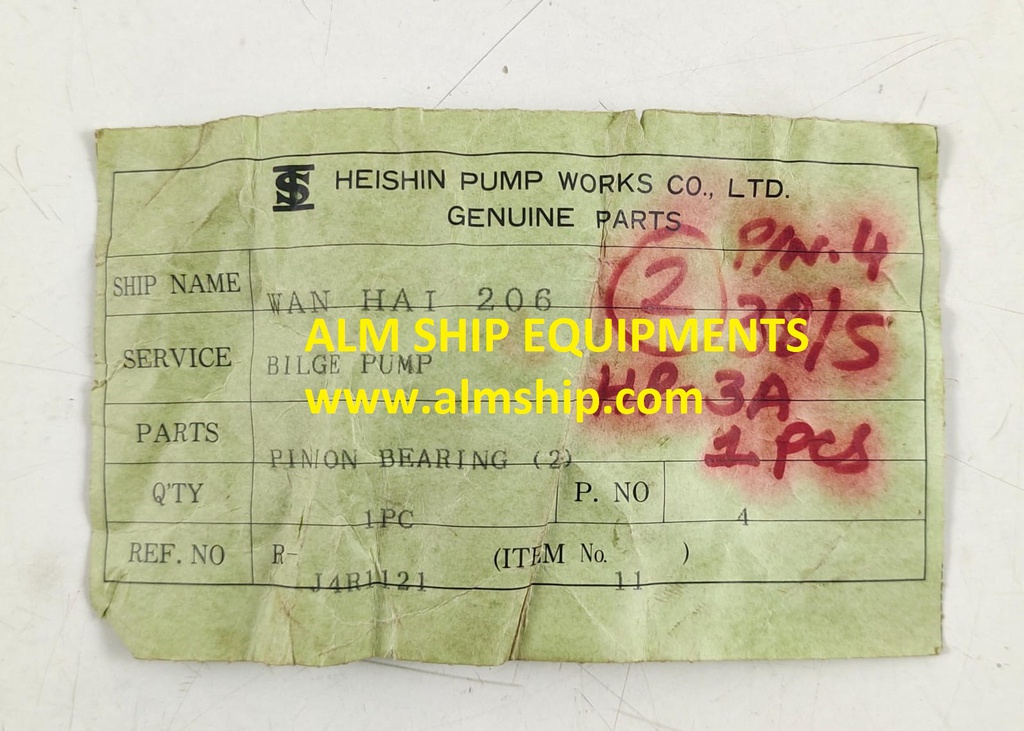 HEISHIN PUMP WORKS CO., LTD.
GENUINE PARTS
P/N. 4
2
SHIP NAME WAN HAI 206
ALM SHIP EQUIPMENTS
SERVICE BILGE PUMP
www.almship.com
3A
1 PCS
PARTS PINION BEARING (2)
Q'TY 1PC P. NO 4
REF. NO R- J4R1121 (ITEM No. 11 )